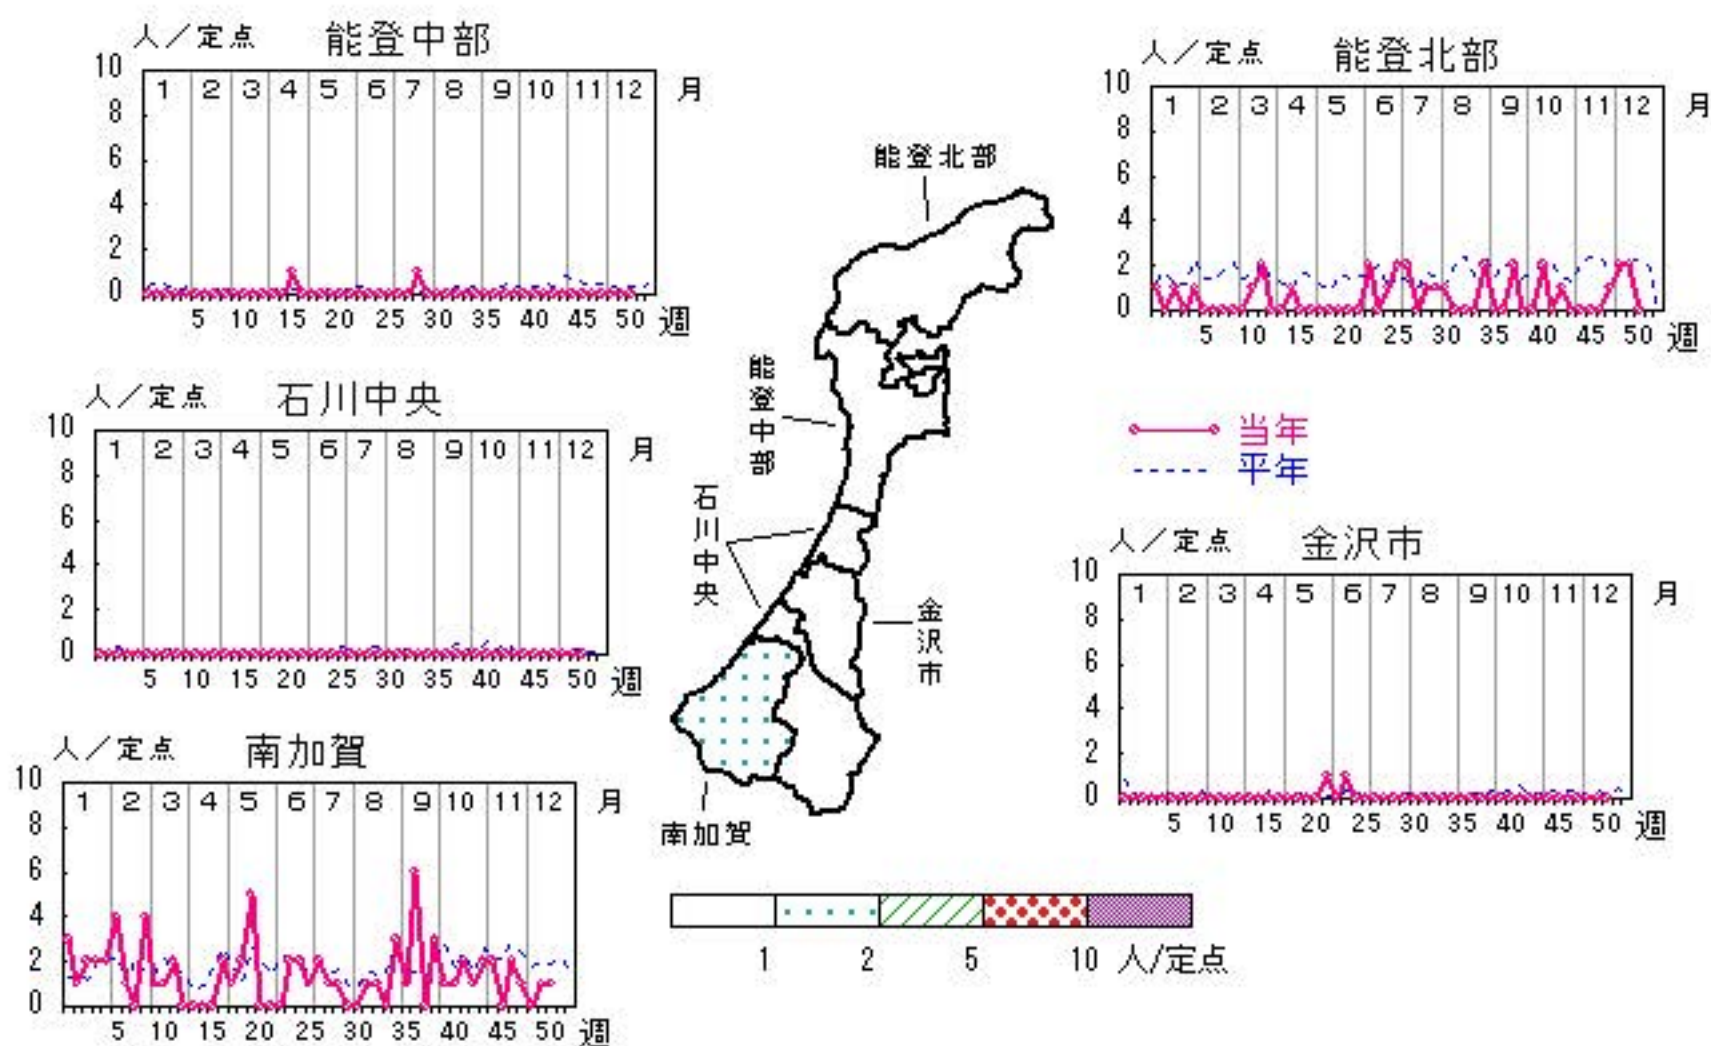 人／定点 能登中部
10 8 6 4 2 0
1 2 3 4 5 6 7 8 9 10 11 12 月
5 10 15 20 25 30 35 40 45 50 週
人／定点 能登北部
10 8 6 4 2 0
1 2 3 4 5 6 7 8 9 10 11 12 月
5 10 15 20 25 30 35 40 45 50 週
人／定点 石川中央
10 8 6 4 2 0
1 2 3 4 5 6 7 8 9 10 11 12 月
5 10 15 20 25 30 35 40 45 50 週
能登北部
能登中部
石川中央
金沢市
南加賀
当年
平年
人／定点 金沢市
10 8 6 4 2 0
1 2 3 4 5 6 7 8 9 10 11 12 月
5 10 15 20 25 30 35 40 45 50 週
人／定点 南加賀
10 8 6 4 2 0
1 2 3 4 5 6 7 8 9 10 11 12 月
5 10 15 20 25 30 35 40 45 50 週
1 2 5 10 人/定点